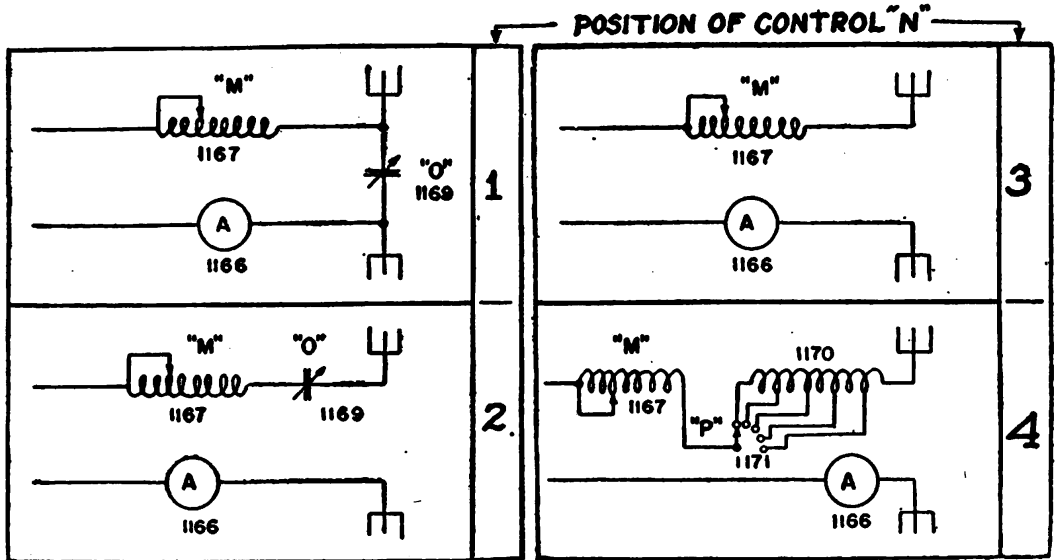 POSITION OF CONTROL "N"
"M"
1167
"O"
1169
A
1166
1
"M"
1167
A
1166
3
"M"
"O"
1167
1169
A
1166
2.
"M"
1167
"P"
1170
1171
A
1166
4